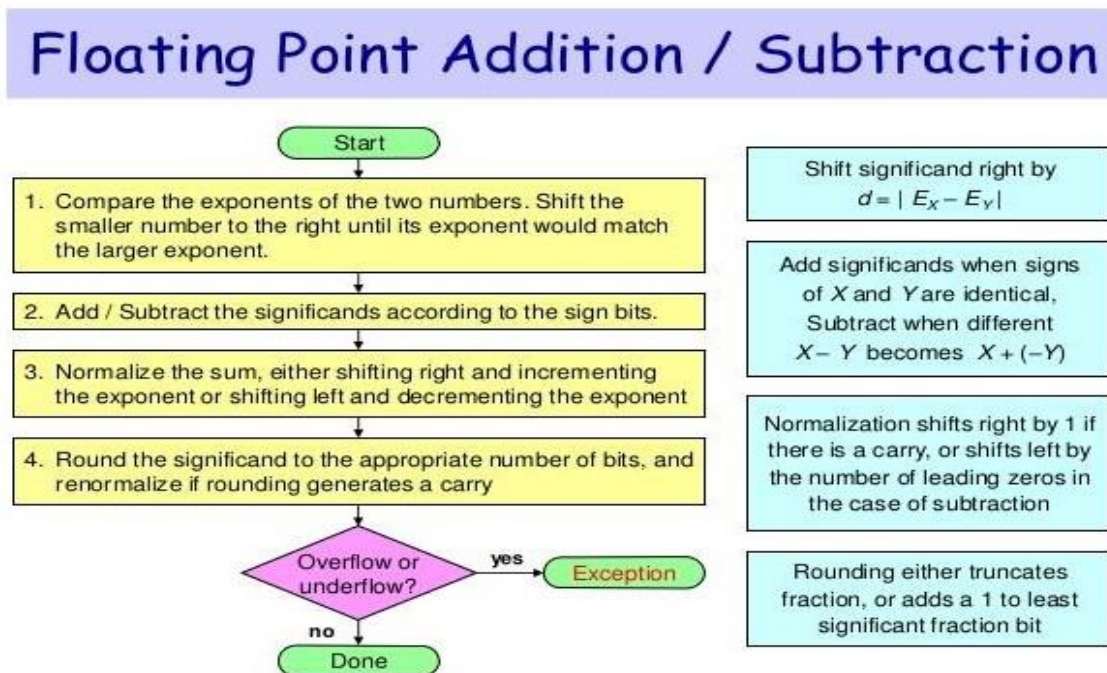 Floating Point Addition / Subtraction
Start
1. Compare the exponents of the two numbers. Shift the
smaller number to the right until its exponent would match
the larger exponent.
2. Add / Subtract the significands according to the sign bits.
3. Normalize the sum, either shifting right and incrementing
the exponent or shifting left and decrementing the exponent
4. Round the significand to the appropriate number of bits, and
renormalize if rounding generates a carry
Overflow or
underflow?
yes
Exception
no
Done
Shift significand right by
d = | E_X − E_Y |
Add significands when signs
of X and Y are identical,
Subtract when different
X − Y becomes X + (−Y)
Normalization shifts right by 1 if
there is a carry, or shifts left by
the number of leading zeros in
the case of subtraction
Rounding either truncates
fraction, or adds a 1 to least
significant fraction bit